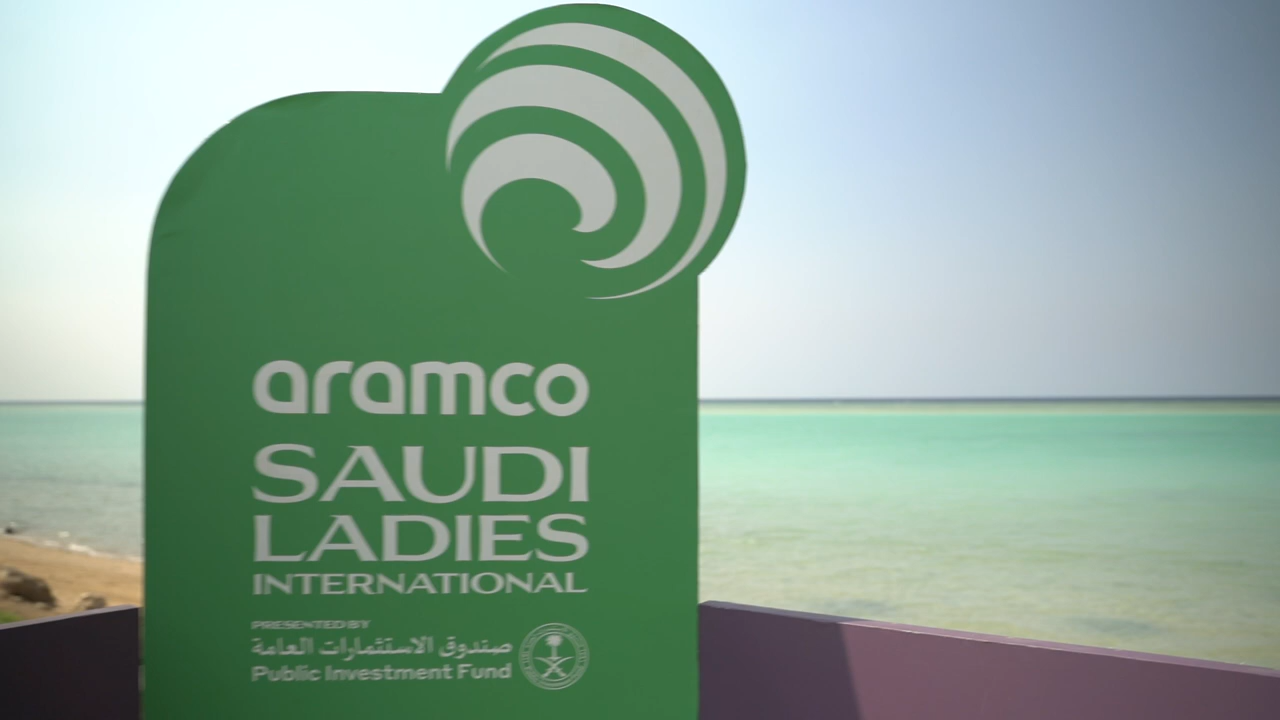 aramco
SAUDI
LADIES
INTERNATIONAL
PRESENTED BY
صندوق الاستثمارات العامة
Public Investment Fund